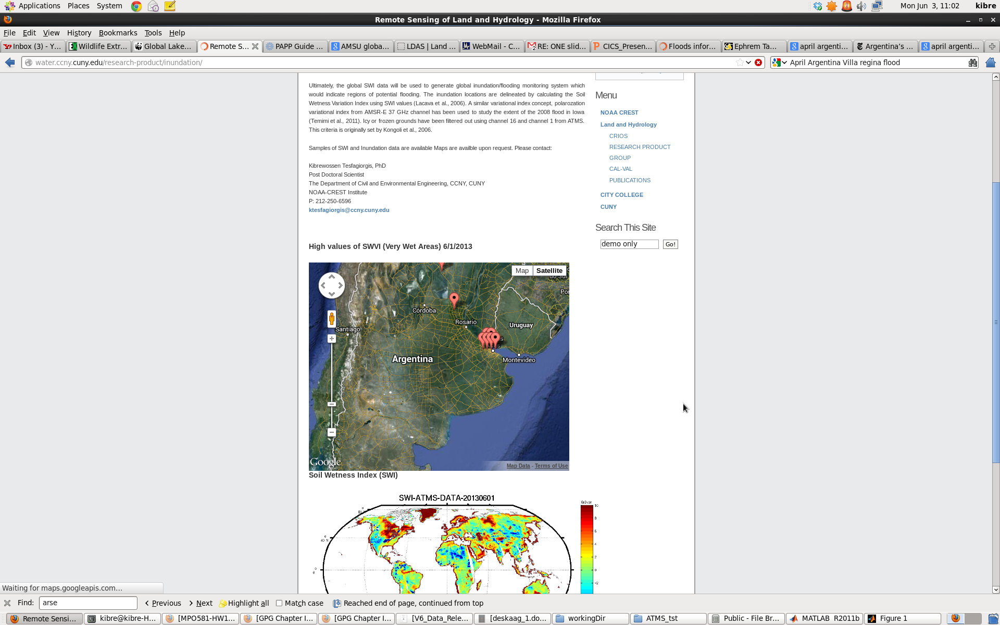 Applications Places System Mon Jun 3, 11:02 kibre
Remote Sensing of Land and Hydrology - Mozilla Firefox
File Edit View History Bookmarks Tools Help
Inbox (3) - Y... Wildlife Extr... Global Lake... Remote S... PAPP Guide ... AMSU globa... LDAS | Land ... WebMail - C... RE: ONE slid... CICS_Presen... Floods infor... Ephrem Ta... april argenti... Argentina's ... april argenti...
water.ccny.cuny.edu/research-product/inundation/ April Argentina Villa regina flood
Ultimately, the global SWI data will be used to generate global inundation/flooding monitoring system which
would indicate regions of potential flooding. The inundation locations are delineated by calculating the Soil
Wetness Variation Index using SWI values (Lacava et al., 2006). A similar variational index concept, polarozation
variational index from AMSR-E 37 GHz channel has been used to study the extent of the 2008 flood in Iowa
(Temimi et al., 2011). Icy or frozen grounds have been filtered out using channel 16 and channel 1 from ATMS.
This criteria is originally set by Kongoli et al., 2006.
Samples of SWI and Inundation data are available Maps are availble upon request. Please contact:
Kibrewossen Tesfagiorgis, PhD
Post Doctoral Scientist
The Department of Civil and Environmental Engineering, CCNY, CUNY
NOAA-CREST Institute
P: 212-250-6596
ktesfagiorgis@ccny.cuny.edu
Menu
NOAA CREST
Land and Hydrology
CRIOS
RESEARCH PRODUCT
GROUP
CAL-VAL
PUBLICATIONS
CITY COLLEGE
CUNY
Search This Site
demo only Go!
High values of SWVI (Very Wet Areas) 6/1/2013
Map Satellite
do Sul
Por
Córdoba
Rosario
Uruguay
Santiago
Argentina
Montevideo
Google
Map Data - Terms of Use
Soil Wetness Index (SWI)
SWI-ATMS-DATA-20130601
Kelvin
10
8
6
4
2
0
-2
40 N
0
Waiting for maps.googleapis.com...
Find: arse Previous Next Highlight all Match case Reached end of page, continued from top
Remote Sensi... kibre@kibre-H... [MPO581-HW1... [GPG Chapter I... [GPG Chapter I... [V6_Data_Rele... [deskaag_1.do... workingDir ATMS_tst Public - File Br... MATLAB R2011b Figure 1